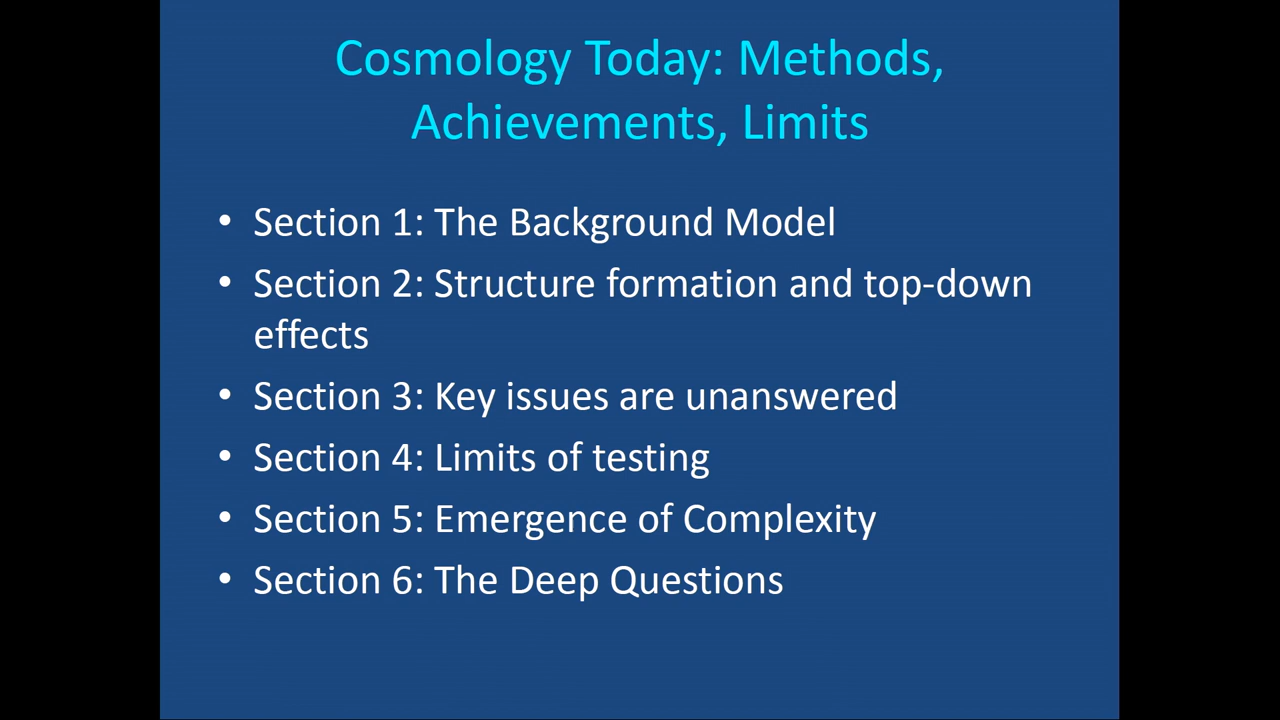 Cosmology Today: Methods,
Achievements, Limits
• Section 1: The Background Model
• Section 2: Structure formation and top-down
effects
• Section 3: Key issues are unanswered
• Section 4: Limits of testing
• Section 5: Emergence of Complexity
• Section 6: The Deep Questions